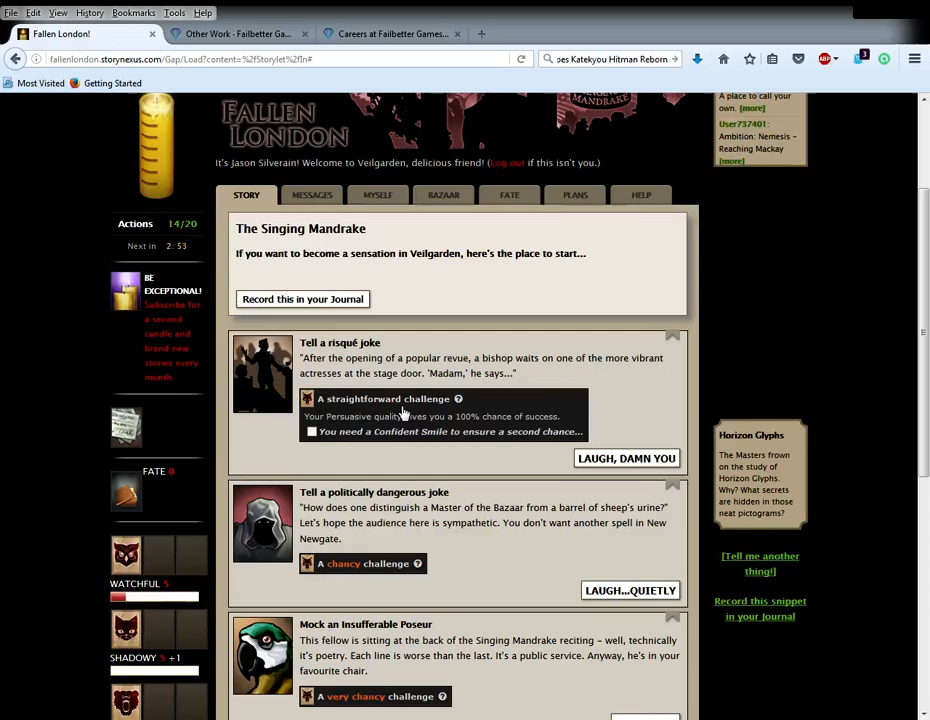 File Edit View History Bookmarks Tools Help
Fallen London! Other Work · Failbetter Ga... Careers at Failbetter Games...
fallenlondon.storynexus.com/Gap/Load?content=%2fStorylet%2fIn#
pes Katekyou Hitman Reborn
ABP
3
Most Visited Getting Started
FALLEN
LONDON
MANDRAKE
It's Jason Silverain! Welcome to Veilgarden, delicious friend! (Log out if this isn't you.)
A place to call your
own. [more]
User737401:
Ambition: Nemesis –
Reaching Mackay
[more]
STORY MESSAGES MYSELF BAZAAR FATE PLANS HELP
Actions 14/20
Next in 2: 53
BE
EXCEPTIONAL!
Subscribe for
a second
candle and
brand new
stories every
month
FATE 0
WATCHFUL 5
SHADOWY 5 +1
The Singing Mandrake
If you want to become a sensation in Veilgarden, here's the place to start...
Record this in your Journal
Tell a risqué joke
"After the opening of a popular revue, a bishop waits on one of the more vibrant
actresses at the stage door. 'Madam,' he says..."
A straightforward challenge
Your Persuasive quality gives you a 100% chance of success.
You need a Confident Smile to ensure a second chance...
LAUGH, DAMN YOU
Tell a politically dangerous joke
"How does one distinguish a Master of the Bazaar from a barrel of sheep's urine?"
Let's hope the audience here is sympathetic. You don't want another spell in New
Newgate.
A chancy challenge
LAUGH...QUIETLY
Mock an Insufferable Poseur
This fellow is sitting at the back of the Singing Mandrake reciting – well, technically
it's poetry. Each line is worse than the last. It's a public service. Anyway, he's in your
favourite chair.
A very chancy challenge
Horizon Glyphs
The Masters frown
on the study of
Horizon Glyphs.
Why? What secrets
are hidden in those
neat pictograms?
[Tell me another
thing!]
Record this snippet
in your Journal